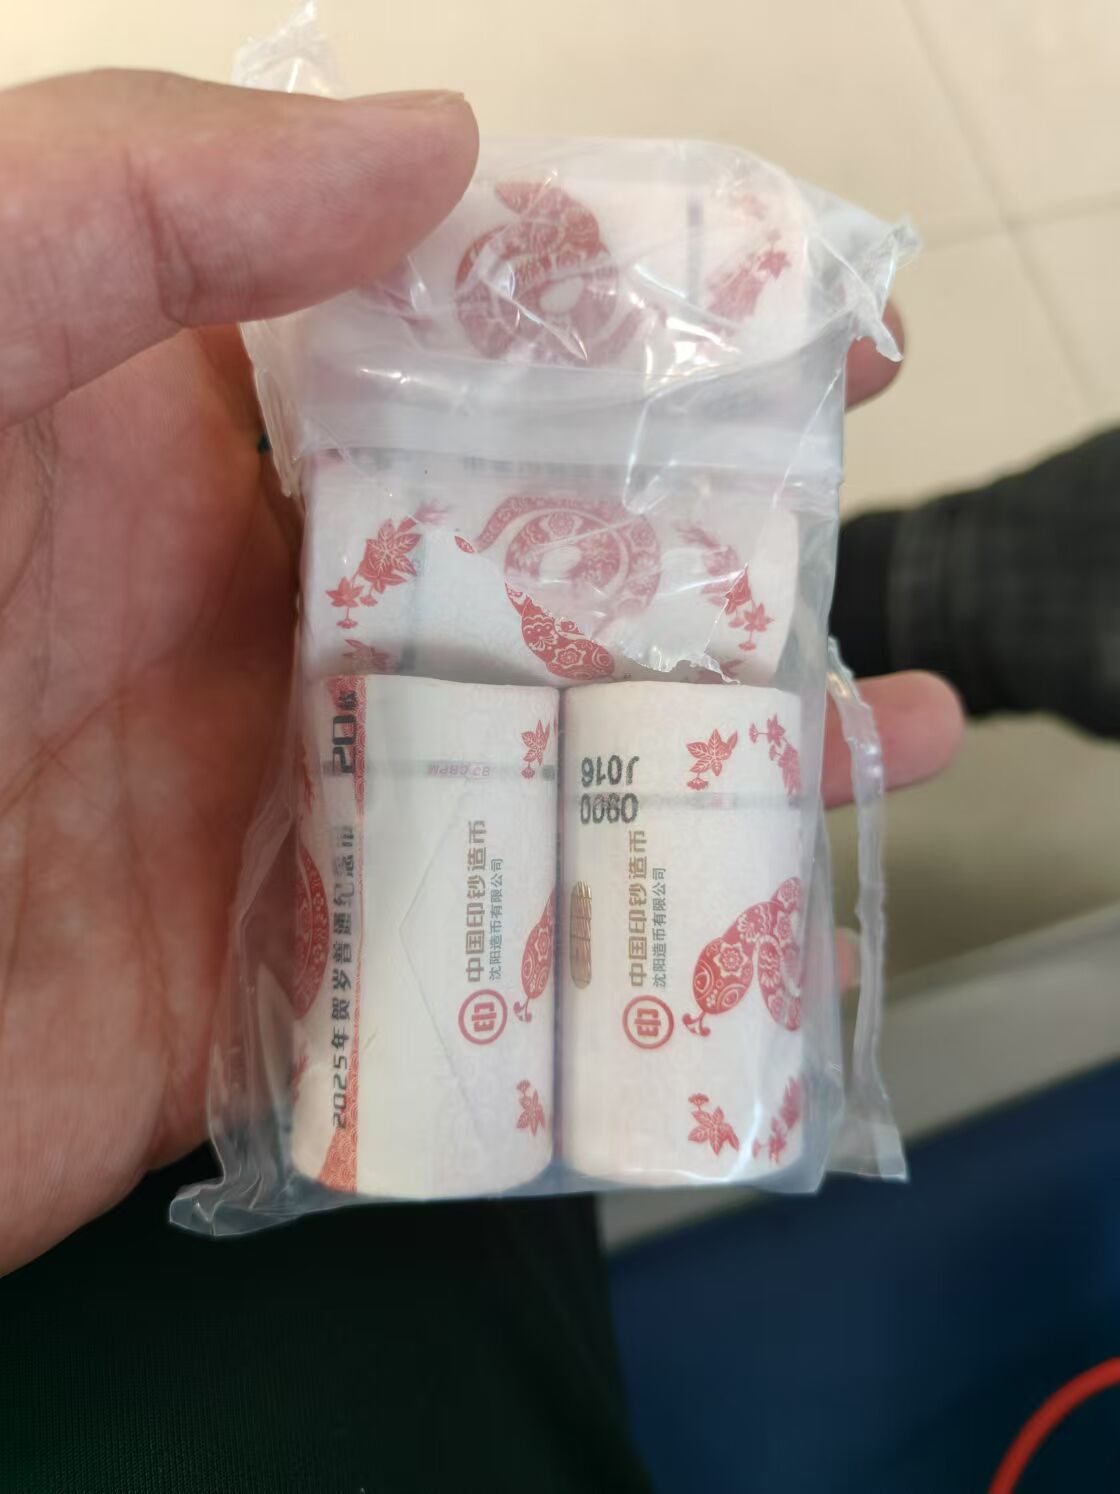 20枚
2025年贺岁普通纪念币
CBPM
中国印钞造币
沈阳造币有限公司
J016
0900
中国印钞造币
沈阳造币有限公司